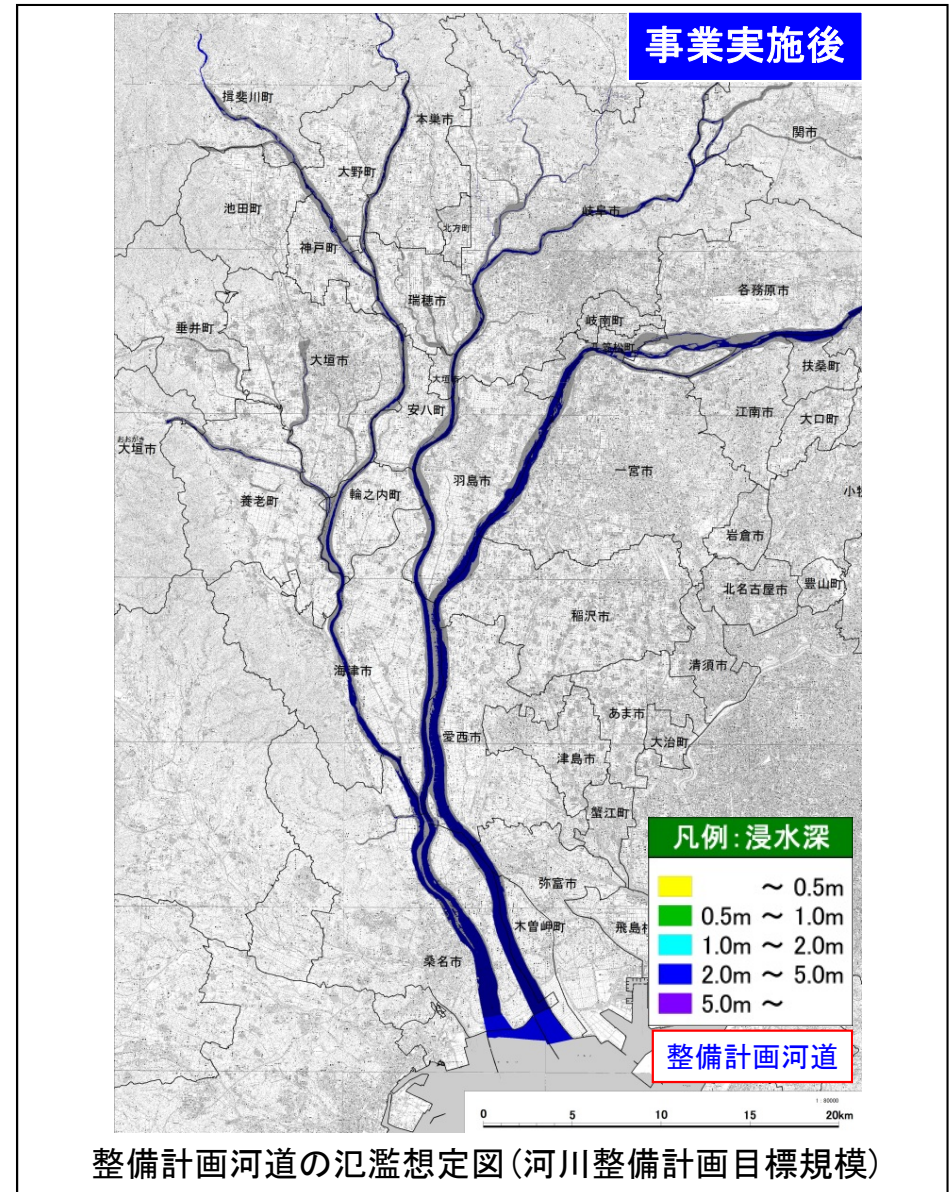 事業実施後
揖斐川町
本巣市
関市
大野町
池田町
岐阜市
北方町
神戸町
瑞穂市
各務原市
岐南町
垂井町
笠松町
大垣市
扶桑町
大垣市
安八町
江南市
大口町
おおがき
大垣市
一宮市
羽島市
輪之内町
養老町
小牧
岩倉市
北名古屋市
豊山町
稲沢市
清須市
海津市
あま市
愛西市
大治町
津島市
蟹江町
凡例:浸水深
～ 0.5m
0.5m ～ 1.0m
1.0m ～ 2.0m
2.0m ～ 5.0m
5.0m ～
弥富市
木曽岬町
飛島村
桑名市
整備計画河道
1:80000
0 5 10 15 20km
整備計画河道の氾濫想定図(河川整備計画目標規模)